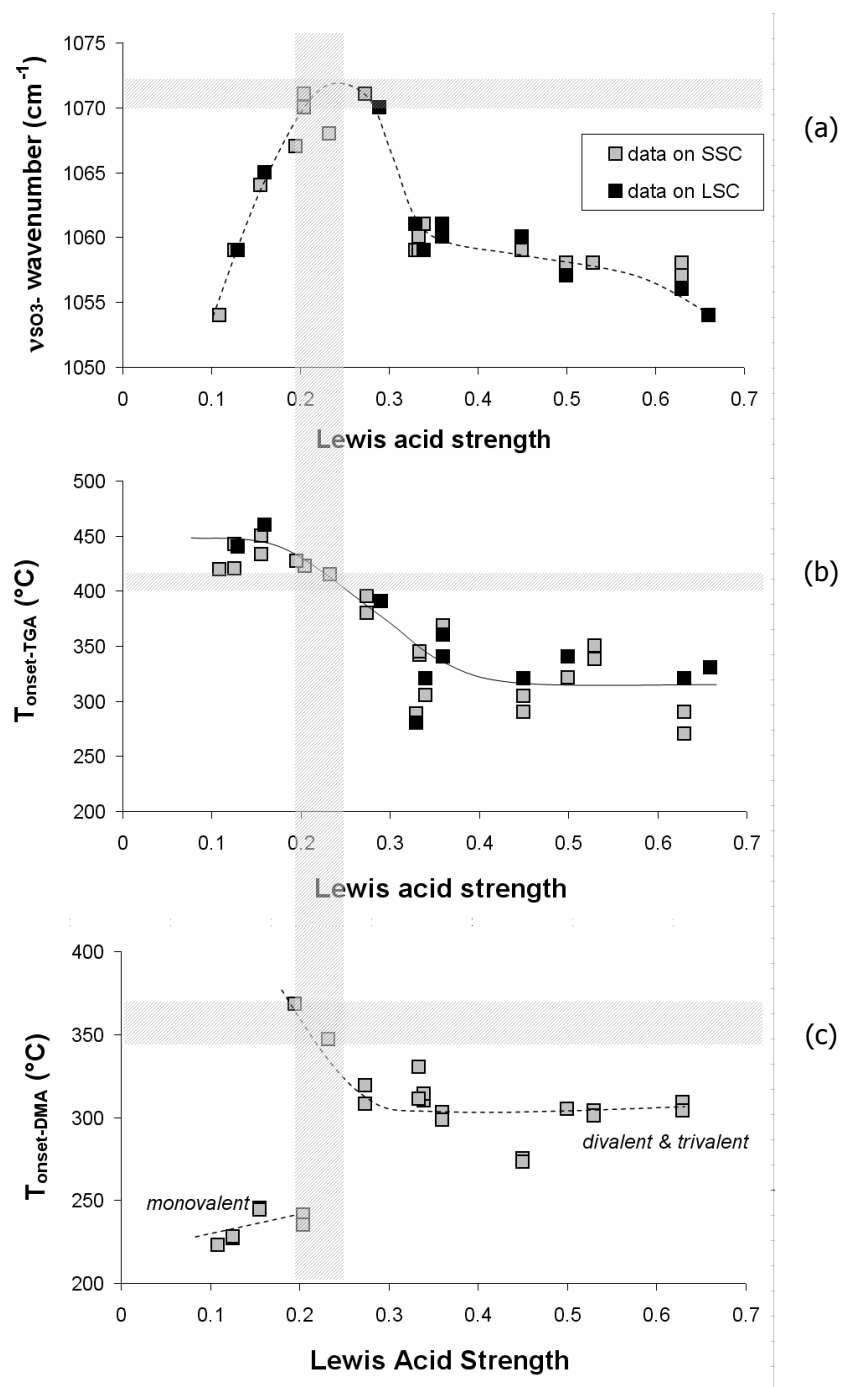 1075
1070
1065
1060
1055
1050
νSO3- wavenumber (cm-1)
data on SSC
data on LSC
(a)
0 0.1 0.2 0.3 0.4 0.5 0.6 0.7
Lewis acid strength
500
450
400
350
300
250
200
Tonset-TGA (°C)
(b)
0 0.1 0.2 0.3 0.4 0.5 0.6 0.7
Lewis acid strength
400
350
300
250
200
Tonset-DMA (°C)
(c)
divalent & trivalent
monovalent
0 0.1 0.2 0.3 0.4 0.5 0.6 0.7
Lewis Acid Strength